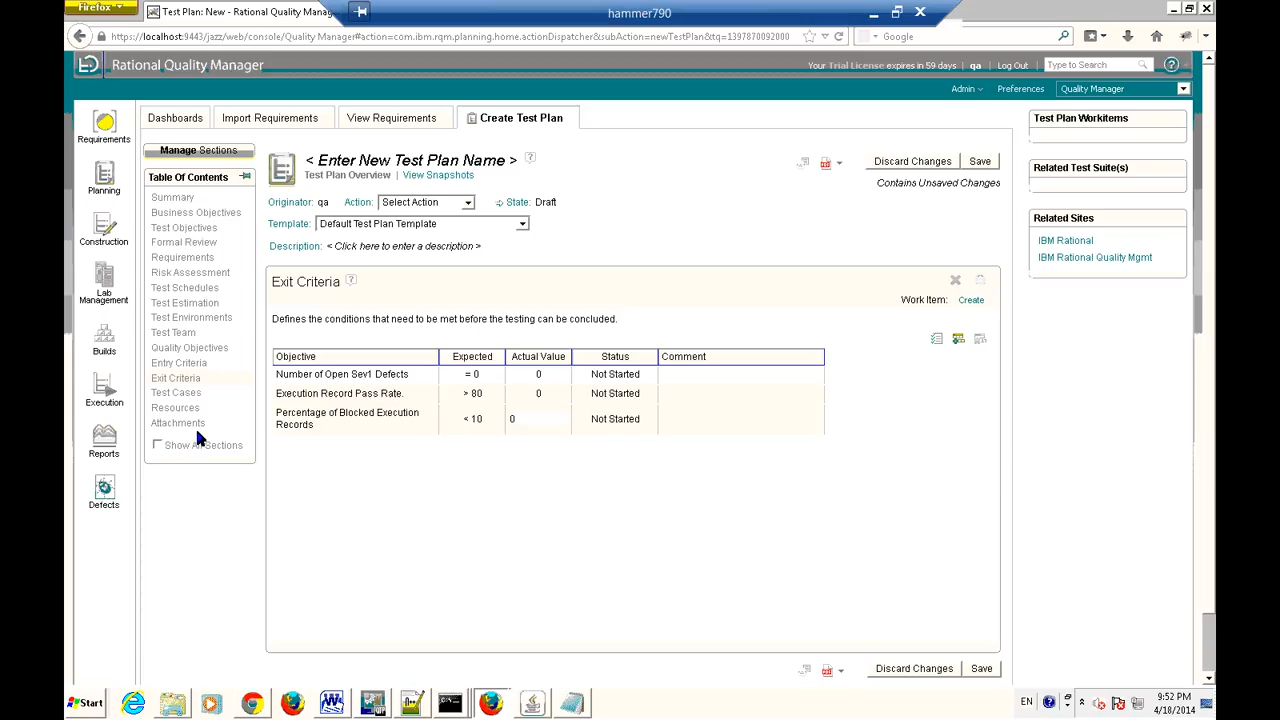 Firefox
Test Plan: New - Rational Quality Manag...
hammer790
https://localhost:9443/jazz/web/console/Quality Manager#action=com.ibm.rqm.planning.home.actionDispatcher&subAction=newTestPlan&ttq=1397870092000
Google
Rational Quality Manager
Your Trial License expires in 59 days
qa
Log Out
Type to Search
Admin
Preferences
Quality Manager
Requirements
Planning
Construction
Lab
Management
Builds
Execution
Reports
Defects
Dashboards
Import Requirements
View Requirements
Create Test Plan
Manage Sections
Table Of Contents
Summary
Business Objectives
Test Objectives
Formal Review
Requirements
Risk Assessment
Test Schedules
Test Estimation
Test Environments
Test Team
Quality Objectives
Entry Criteria
Exit Criteria
Test Cases
Resources
Attachments
Show All Sections
< Enter New Test Plan Name >
Test Plan Overview
View Snapshots
Discard Changes
Save
Contains Unsaved Changes
Originator: qa
Action: Select Action
State: Draft
Template: Default Test Plan Template
Description: < Click here to enter a description >
Exit Criteria
Work Item: Create
Defines the conditions that need to be met before the testing can be concluded.
Objective Expected Actual Value Status Comment
Number of Open Sev1 Defects = 0 0 Not Started
Execution Record Pass Rate. > 80 0 Not Started
Percentage of Blocked Execution
Records < 10 0 Not Started
Discard Changes
Save
Test Plan Workitems
Related Test Suite(s)
Related Sites
IBM Rational
IBM Rational Quality Mgmt
Start
EN
9:52 PM
4/18/2014